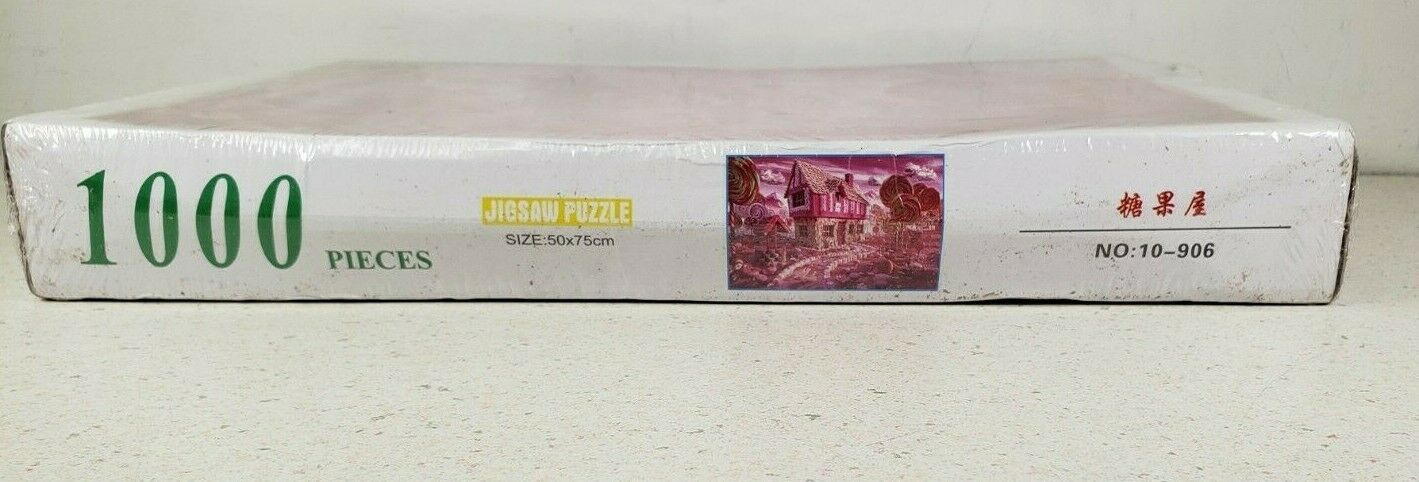 1000 PIECES
JIGSAW PUZZLE
SIZE:50x75cm
糖果屋
NO:10-906